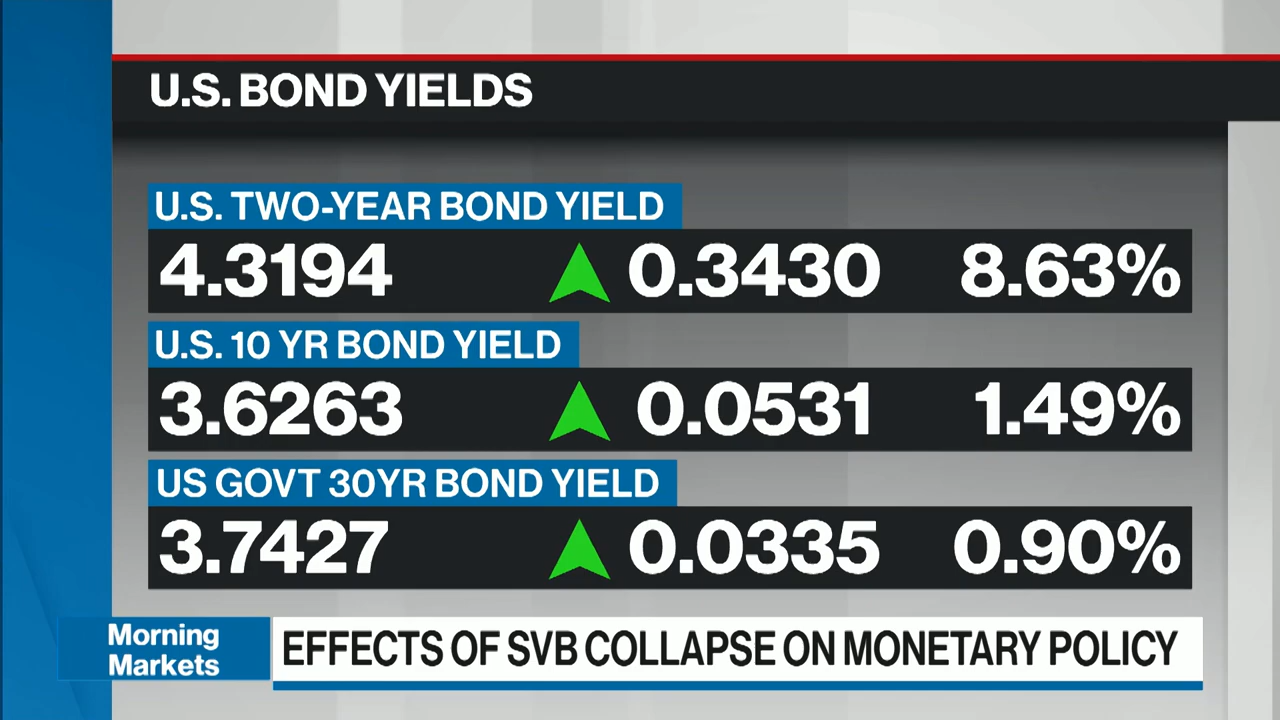 U.S. BOND YIELDS
U.S. TWO-YEAR BOND YIELD
4.3194 0.3430 8.63%
U.S. 10 YR BOND YIELD
3.6263 0.0531 1.49%
US GOVT 30YR BOND YIELD
3.7427 0.0335 0.90%
Morning
Markets
EFFECTS OF SVB COLLAPSE ON MONETARY POLICY